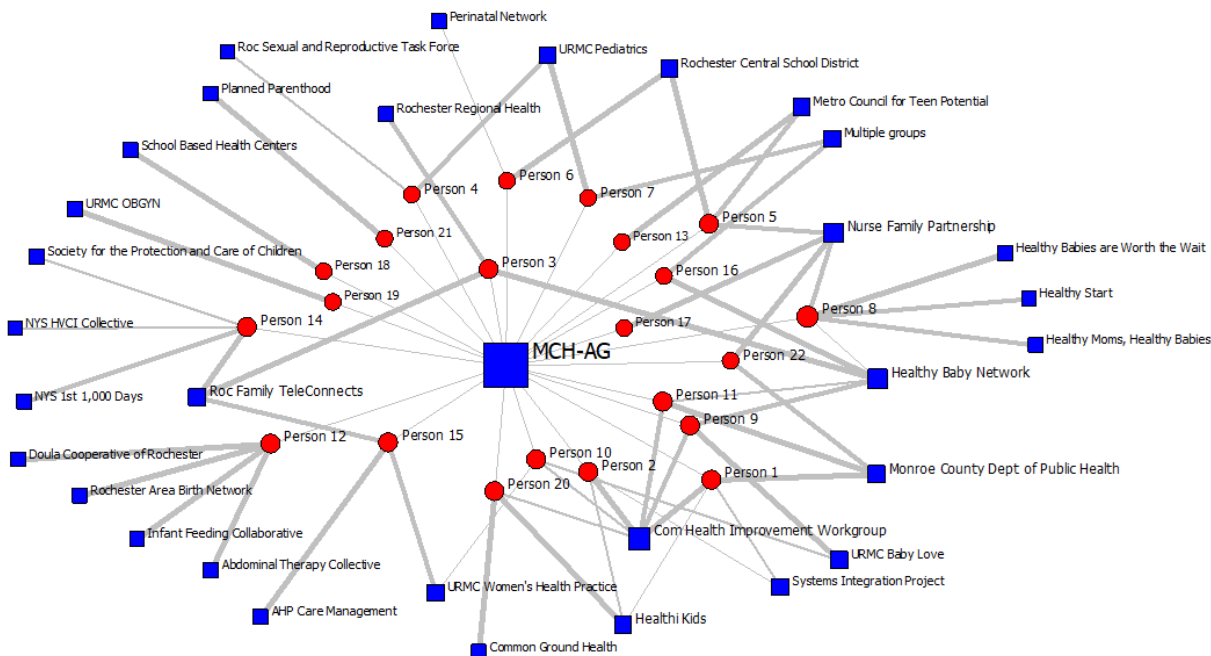 Perinatal Network
Roc Sexual and Reproductive Task Force
URMC Pediatrics
Rochester Central School District
Planned Parenthood
Rochester Regional Health
Metro Council for Teen Potential
Multiple groups
School Based Health Centers
Person 6
Person 4
Person 7
URMC OBGYN
Person 5
Nurse Family Partnership
Person 21
Person 13
Society for the Protection and Care of Children
Healthy Babies are Worth the Wait
Person 18
Person 3
Person 16
Person 19
Healthy Start
NYS HVCI Collective
Person 14
Person 17
Person 8
Healthy Moms, Healthy Babies
MCH-AG
Person 22
Healthy Baby Network
NYS 1st 1,000 Days
Roc Family TeleConnects
Person 11
Person 9
Person 12
Person 15
Doula Cooperative of Rochester
Person 10
Person 2
Person 1
Monroe County Dept of Public Health
Person 20
Rochester Area Birth Network
Infant Feeding Collaborative
Com Health Improvement Workgroup
URMC Baby Love
Abdominal Therapy Collective
Systems Integration Project
URMC Women's Health Practice
AHP Care Management
Healthi Kids
Common Ground Health